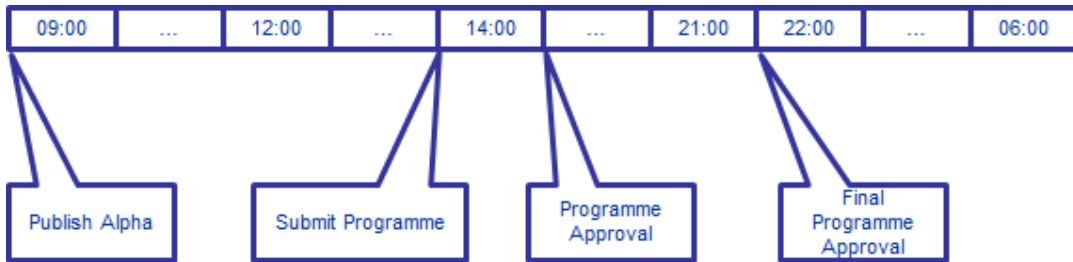 09:00 ... 12:00 ... 14:00 ... 21:00 22:00 ... 06:00
Publish Alpha
Submit Programme
Programme
Approval
Final
Programme
Approval